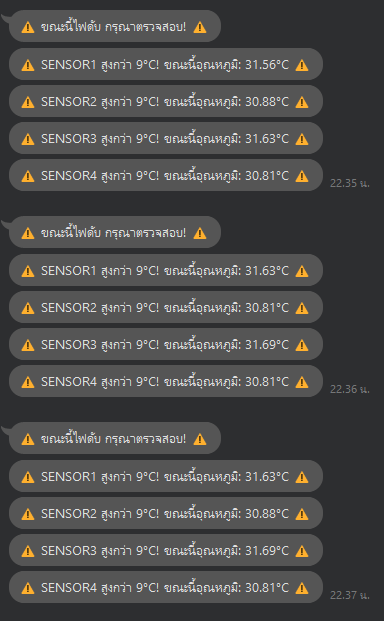 ⚠ ขณะนี้ไฟดับ กรุณาตรวจสอบ! ⚠
⚠ SENSOR1 สูงกว่า 9°C! ขณะนี้อุณหภูมิ: 31.56°C ⚠
⚠ SENSOR2 สูงกว่า 9°C! ขณะนี้อุณหภูมิ: 30.88°C ⚠
⚠ SENSOR3 สูงกว่า 9°C! ขณะนี้อุณหภูมิ: 31.63°C ⚠
⚠ SENSOR4 สูงกว่า 9°C! ขณะนี้อุณหภูมิ: 30.81°C ⚠
22.35 น.
⚠ ขณะนี้ไฟดับ กรุณาตรวจสอบ! ⚠
⚠ SENSOR1 สูงกว่า 9°C! ขณะนี้อุณหภูมิ: 31.63°C ⚠
⚠ SENSOR2 สูงกว่า 9°C! ขณะนี้อุณหภูมิ: 30.81°C ⚠
⚠ SENSOR3 สูงกว่า 9°C! ขณะนี้อุณหภูมิ: 31.69°C ⚠
⚠ SENSOR4 สูงกว่า 9°C! ขณะนี้อุณหภูมิ: 30.81°C ⚠
22.36 น.
⚠ ขณะนี้ไฟดับ กรุณาตรวจสอบ! ⚠
⚠ SENSOR1 สูงกว่า 9°C! ขณะนี้อุณหภูมิ: 31.63°C ⚠
⚠ SENSOR2 สูงกว่า 9°C! ขณะนี้อุณหภูมิ: 30.88°C ⚠
⚠ SENSOR3 สูงกว่า 9°C! ขณะนี้อุณหภูมิ: 31.69°C ⚠
⚠ SENSOR4 สูงกว่า 9°C! ขณะนี้อุณหภูมิ: 30.81°C ⚠
22.37 น.